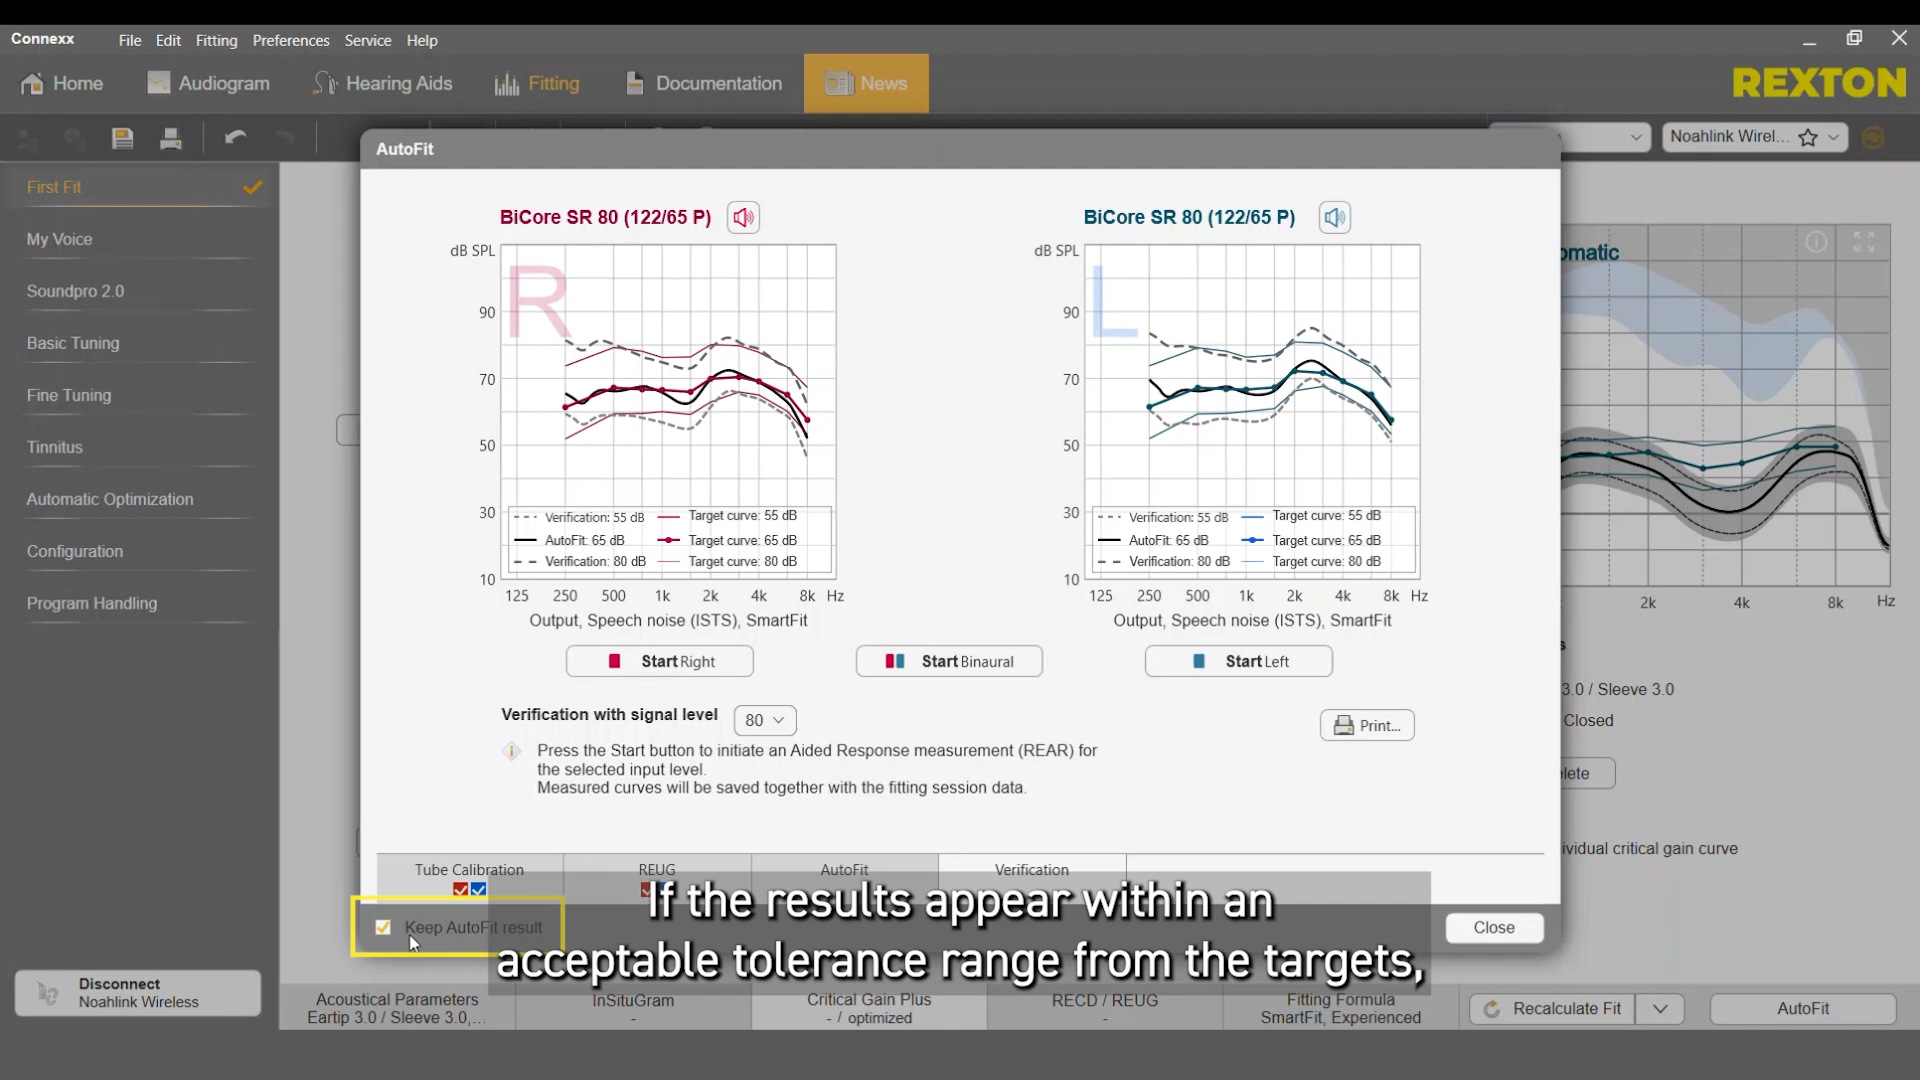 Connexx
File Edit Fitting Preferences Service Help
Home Audiogram Hearing Aids Fitting Documentation News
REXTON
Noahlink Wirel...
AutoFit
First Fit
My Voice
Soundpro 2.0
Basic Tuning
Fine Tuning
Tinnitus
Automatic Optimization
Configuration
Program Handling
Disconnect
Noahlink Wireless
BiCore SR 80 (122/65 P)
dB SPL
R
90
70
50
30
10
Verification: 55 dB Target curve: 55 dB
AutoFit: 65 dB Target curve: 65 dB
Verification: 80 dB Target curve: 80 dB
125 250 500 1k 2k 4k 8k Hz
Output, Speech noise (ISTS), SmartFit
BiCore SR 80 (122/65 P)
dB SPL
L
90
70
50
30
10
Verification: 55 dB Target curve: 55 dB
AutoFit: 65 dB Target curve: 65 dB
Verification: 80 dB Target curve: 80 dB
125 250 500 1k 2k 4k 8k Hz
Output, Speech noise (ISTS), SmartFit
Start Right Start Binaural Start Left
Verification with signal level 80
Print...
Press the Start button to initiate an Aided Response measurement (REAR) for
the selected input level.
Measured curves will be saved together with the fitting session data.
omatic
2k 4k 8k Hz
s
3.0 / Sleeve 3.0
Closed
lete
ividual critical gain curve
Tube Calibration REUG AutoFit Verification
Keep AutoFit result
Close
If the results appear within an
acceptable tolerance range from the targets,
Acoustical Parameters InSituGram Critical Gain Plus RECD / REUG Fitting Formula
Eartip 3.0 / Sleeve 3.0,... - - / optimized - SmartFit, Experienced
Recalculate Fit AutoFit